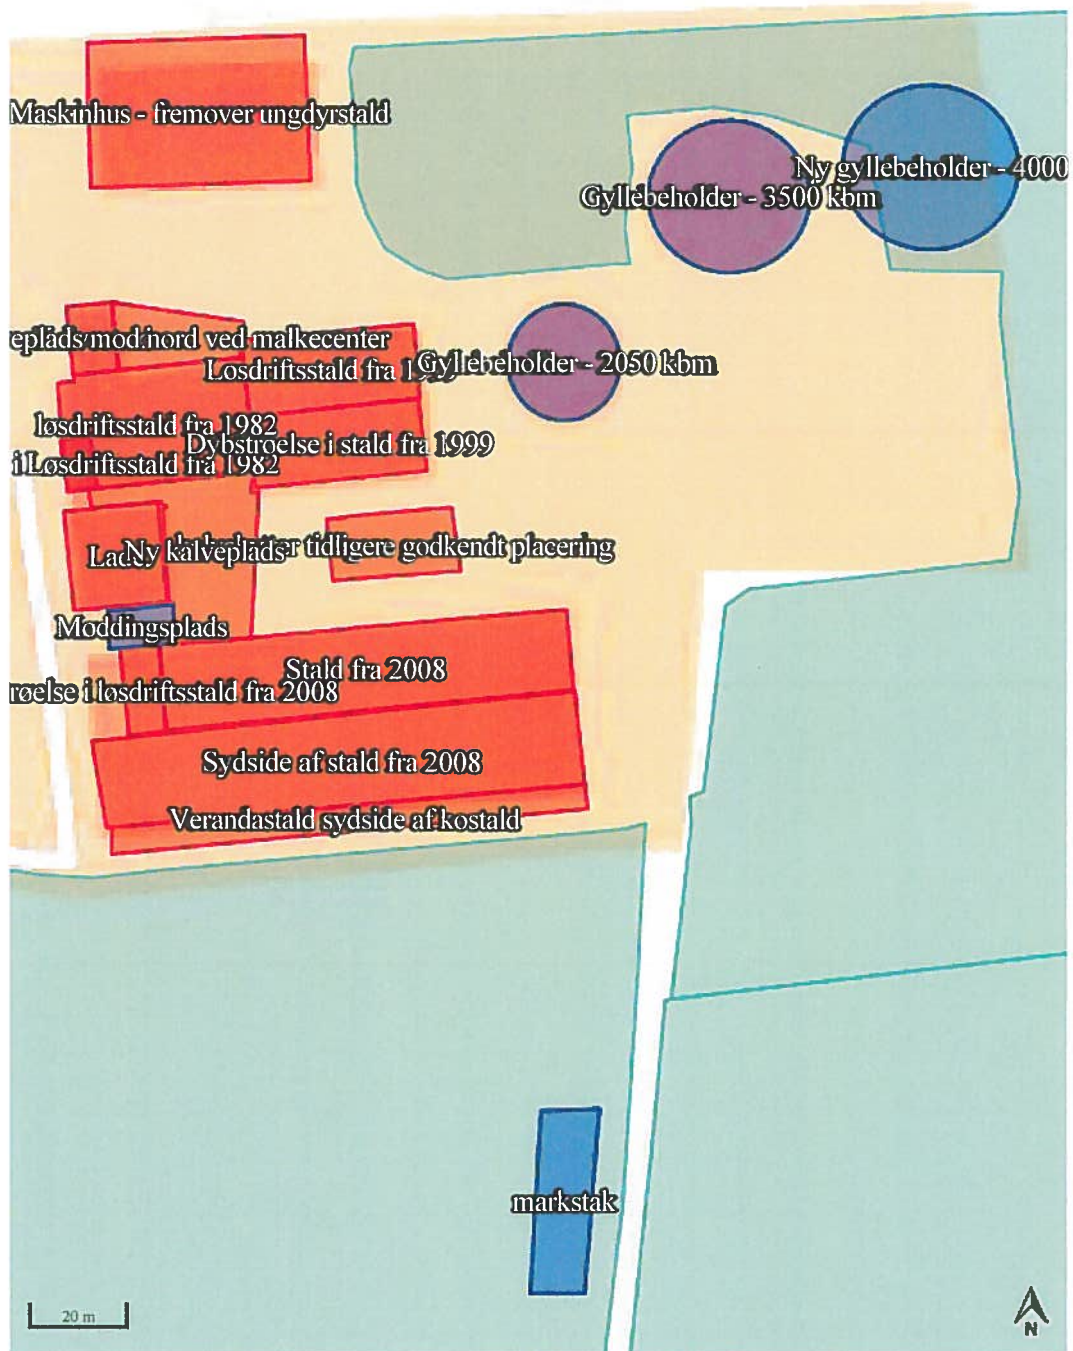 Maskinhus - fremover ungdyrstald
Ny gyllebeholder - 4000
Gyllebeholder - 3500 kbm
eplads mod nord ved malkecenter
Gyllebeholder - 2050 kbm
Løsdriftsstald fra
løsdriftsstald fra 1982
Dybstrøelse i stald fra 1999
i Løsdriftsstald fra 1982
Ny kalveplads
tidligere godkendt placering
Møddingsplads
Stald fra 2008
røelse i løsdriftsstald fra 2008
Sydside af stald fra 2008
Verandastald sydside af kostald
markstak
20 m
N